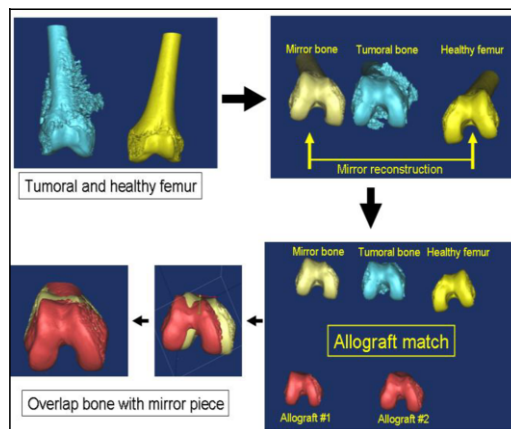 Tumoral and healthy femur
Mirror bone Tumoral bone Healthy femur
Mirror reconstruction
Mirror bone Tumoral bone Healthy femur
Allograft match
Allograft #1 Allograft #2
Overlap bone with mirror piece